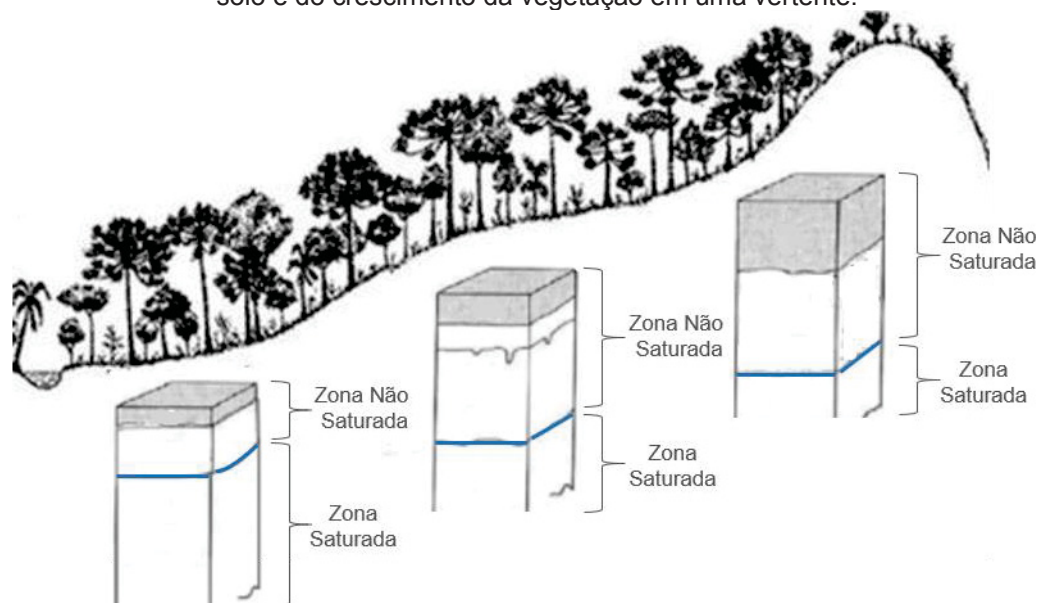 solo e do crescimento da vegetação em uma vertente.
Zona Não
Saturada
Zona
Saturada
Zona Não
Saturada
Zona
Saturada
Zona Não
Saturada
Zona
Saturada